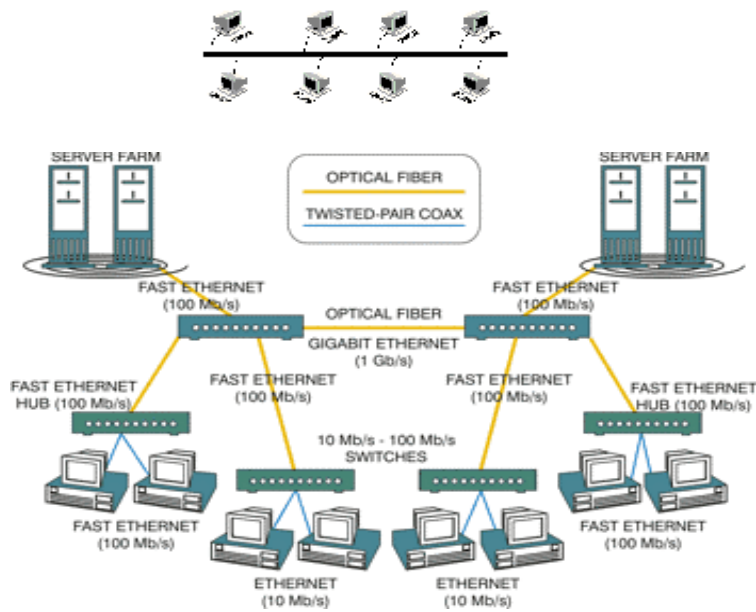 SERVER FARM
SERVER FARM
OPTICAL FIBER
TWISTED-PAIR COAX
FAST ETHERNET
(100 Mb/s)
FAST ETHERNET
(100 Mb/s)
OPTICAL FIBER
GIGABIT ETHERNET
(1 Gb/s)
FAST ETHERNET
HUB (100 Mb/s)
FAST ETHERNET
(100 Mb/s)
FAST ETHERNET
(100 Mb/s)
FAST ETHERNET
HUB (100 Mb/s)
10 Mb/s - 100 Mb/s
SWITCHES
FAST ETHERNET
(100 Mb/s)
FAST ETHERNET
(100 Mb/s)
ETHERNET
(10 Mb/s)
ETHERNET
(10 Mb/s)